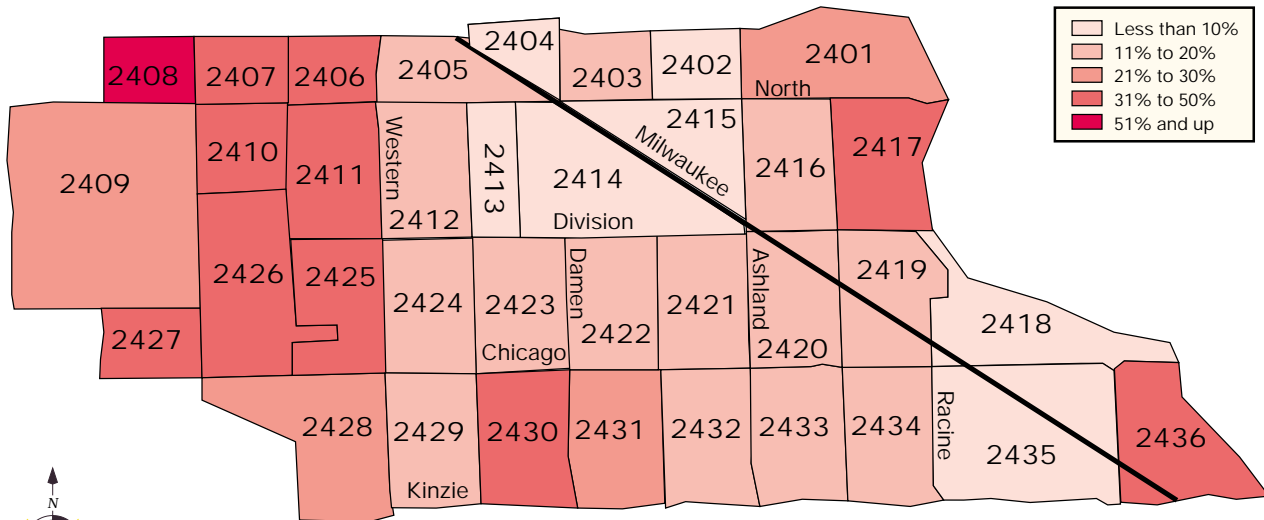 2404
2401
Less than 10%
11% to 20%
21% to 30%
31% to 50%
51% and up
2408
2407
2406
2405
2403
2402
North
2409
2410
2411
Western
2412
2413
2414
Division
2415
Milwaukee
2416
2417
2426
2425
2424
2423
Chicago
Damen
2422
2421
Ashland
2420
2419
2418
2427
2428
2429
Kinzie
2430
2431
2432
2433
2434
Racine
2435
2436
N